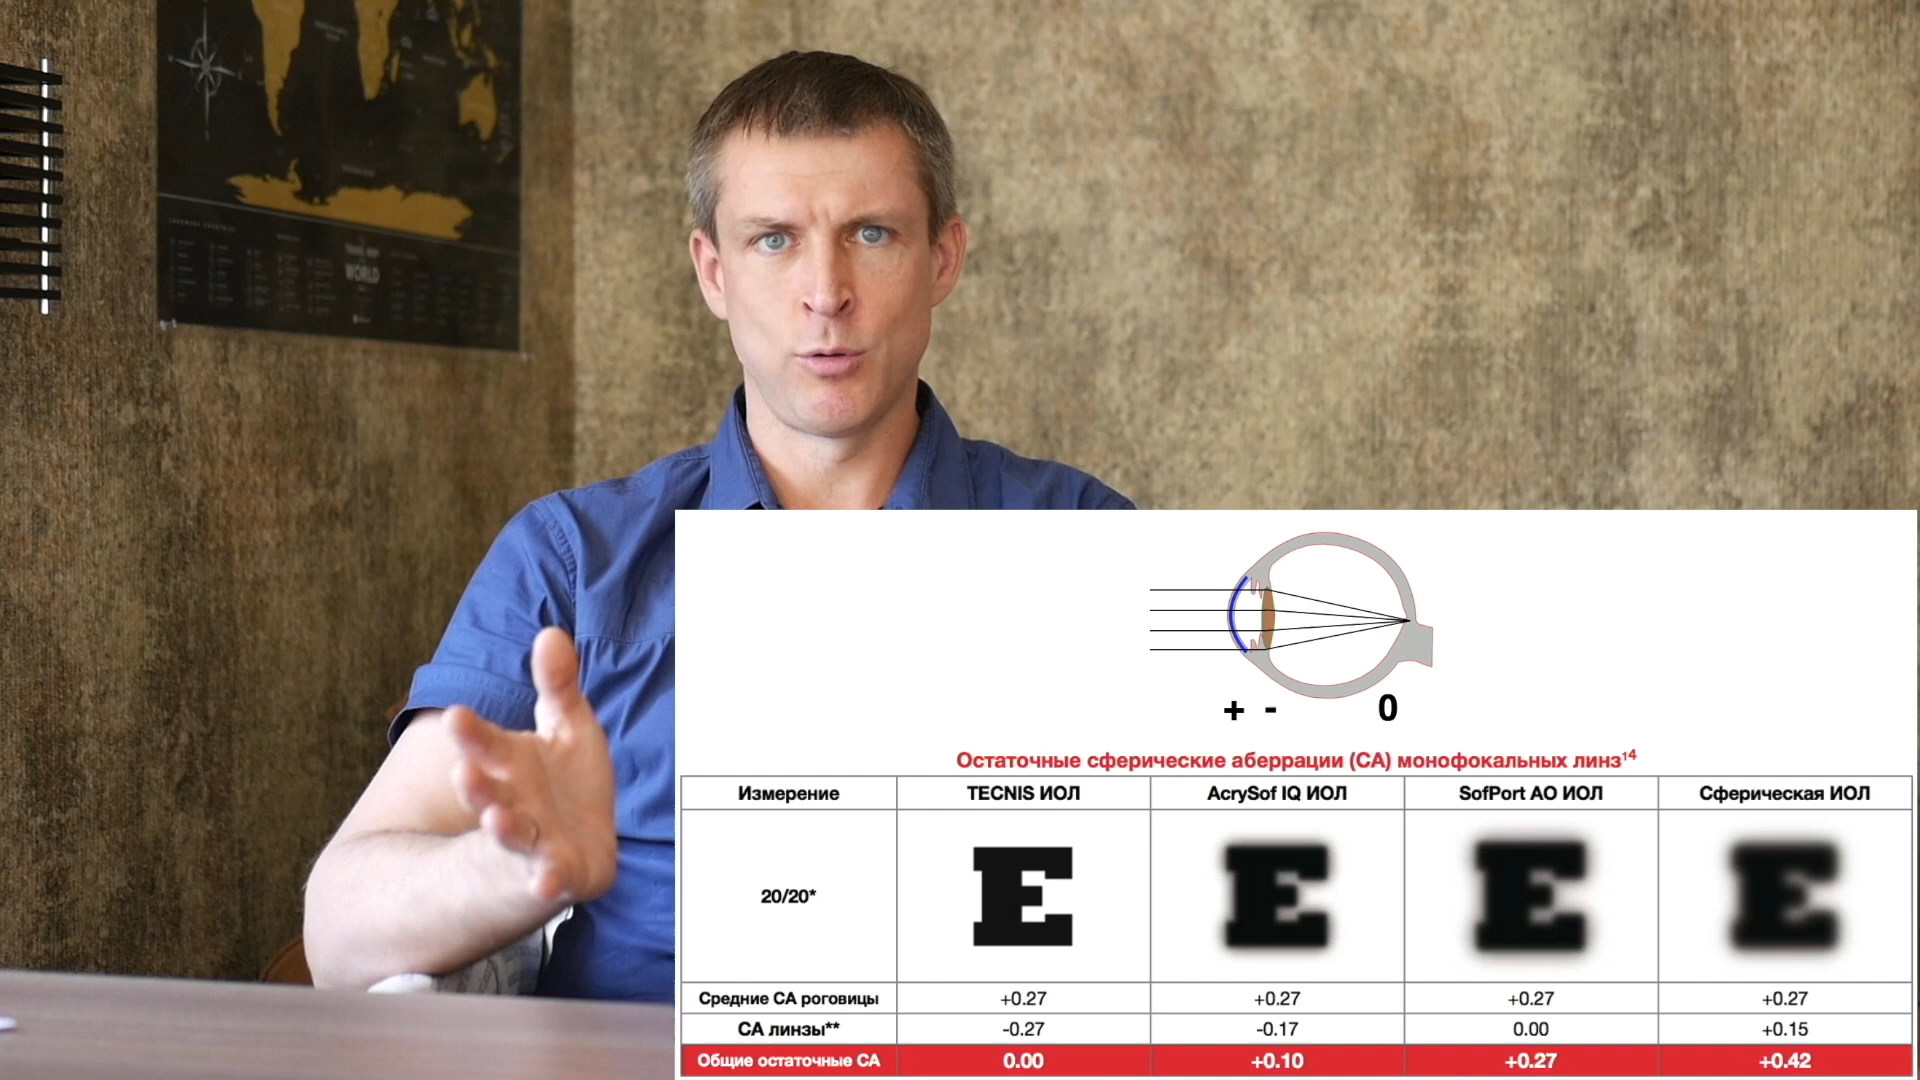 WORLD
+ - 0
Остаточные сферические аберрации (СА) монофокальных линз¹⁴
Измерение TECNIS ИОЛ AcrySof IQ ИОЛ SofPort AO ИОЛ Сферическая ИОЛ
20/20* E E E E
Средние СА роговицы +0.27 +0.27 +0.27 +0.27
СА линзы** -0.27 -0.17 0.00 +0.15
Общие остаточные СА 0.00 +0.10 +0.27 +0.42